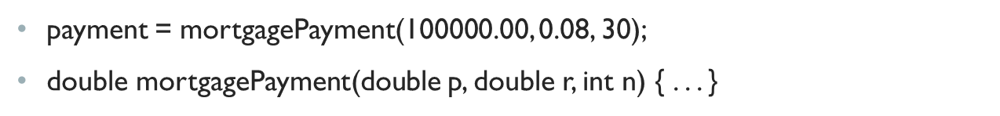 • payment = mortgagePayment(100000.00, 0.08, 30);
• double mortgagePayment(double p, double r, int n) { …}